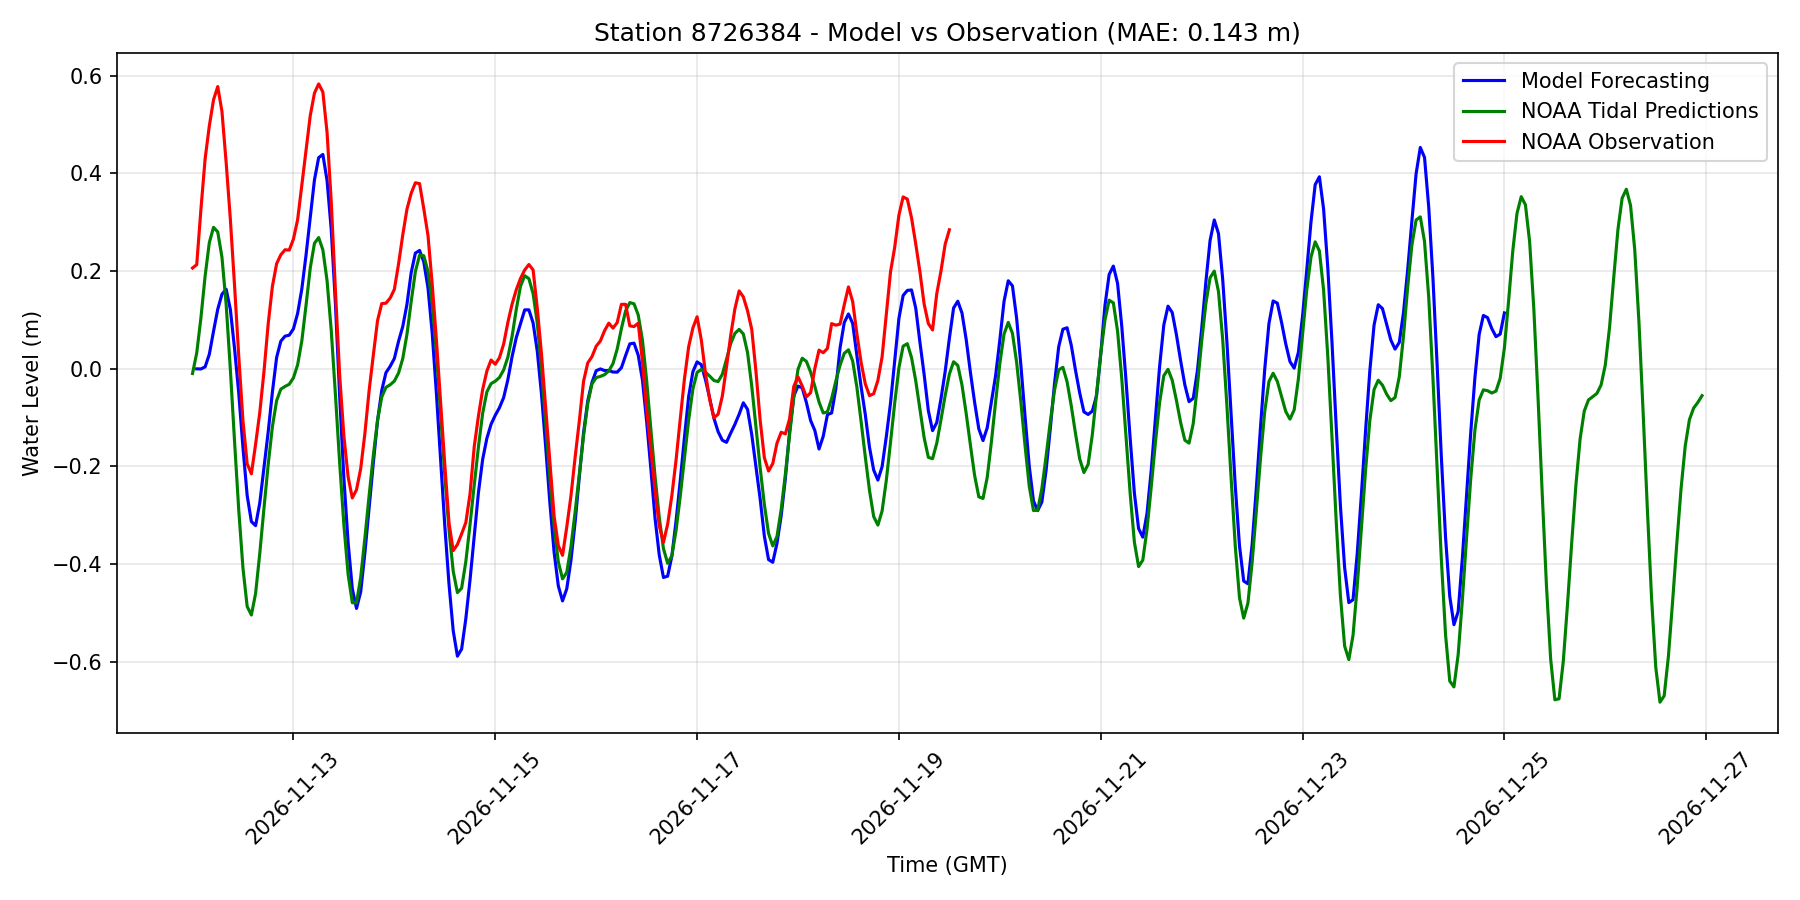 Station 8726384 - Model vs Observation (MAE: 0.143 m)
Model Forecasting
NOAA Tidal Predictions
NOAA Observation
Water Level (m)
0.6
0.4
0.2
0.0
−0.2
−0.4
−0.6
2026-11-13
2026-11-15
2026-11-17
2026-11-19
2026-11-21
2026-11-23
2026-11-25
2026-11-27
Time (GMT)